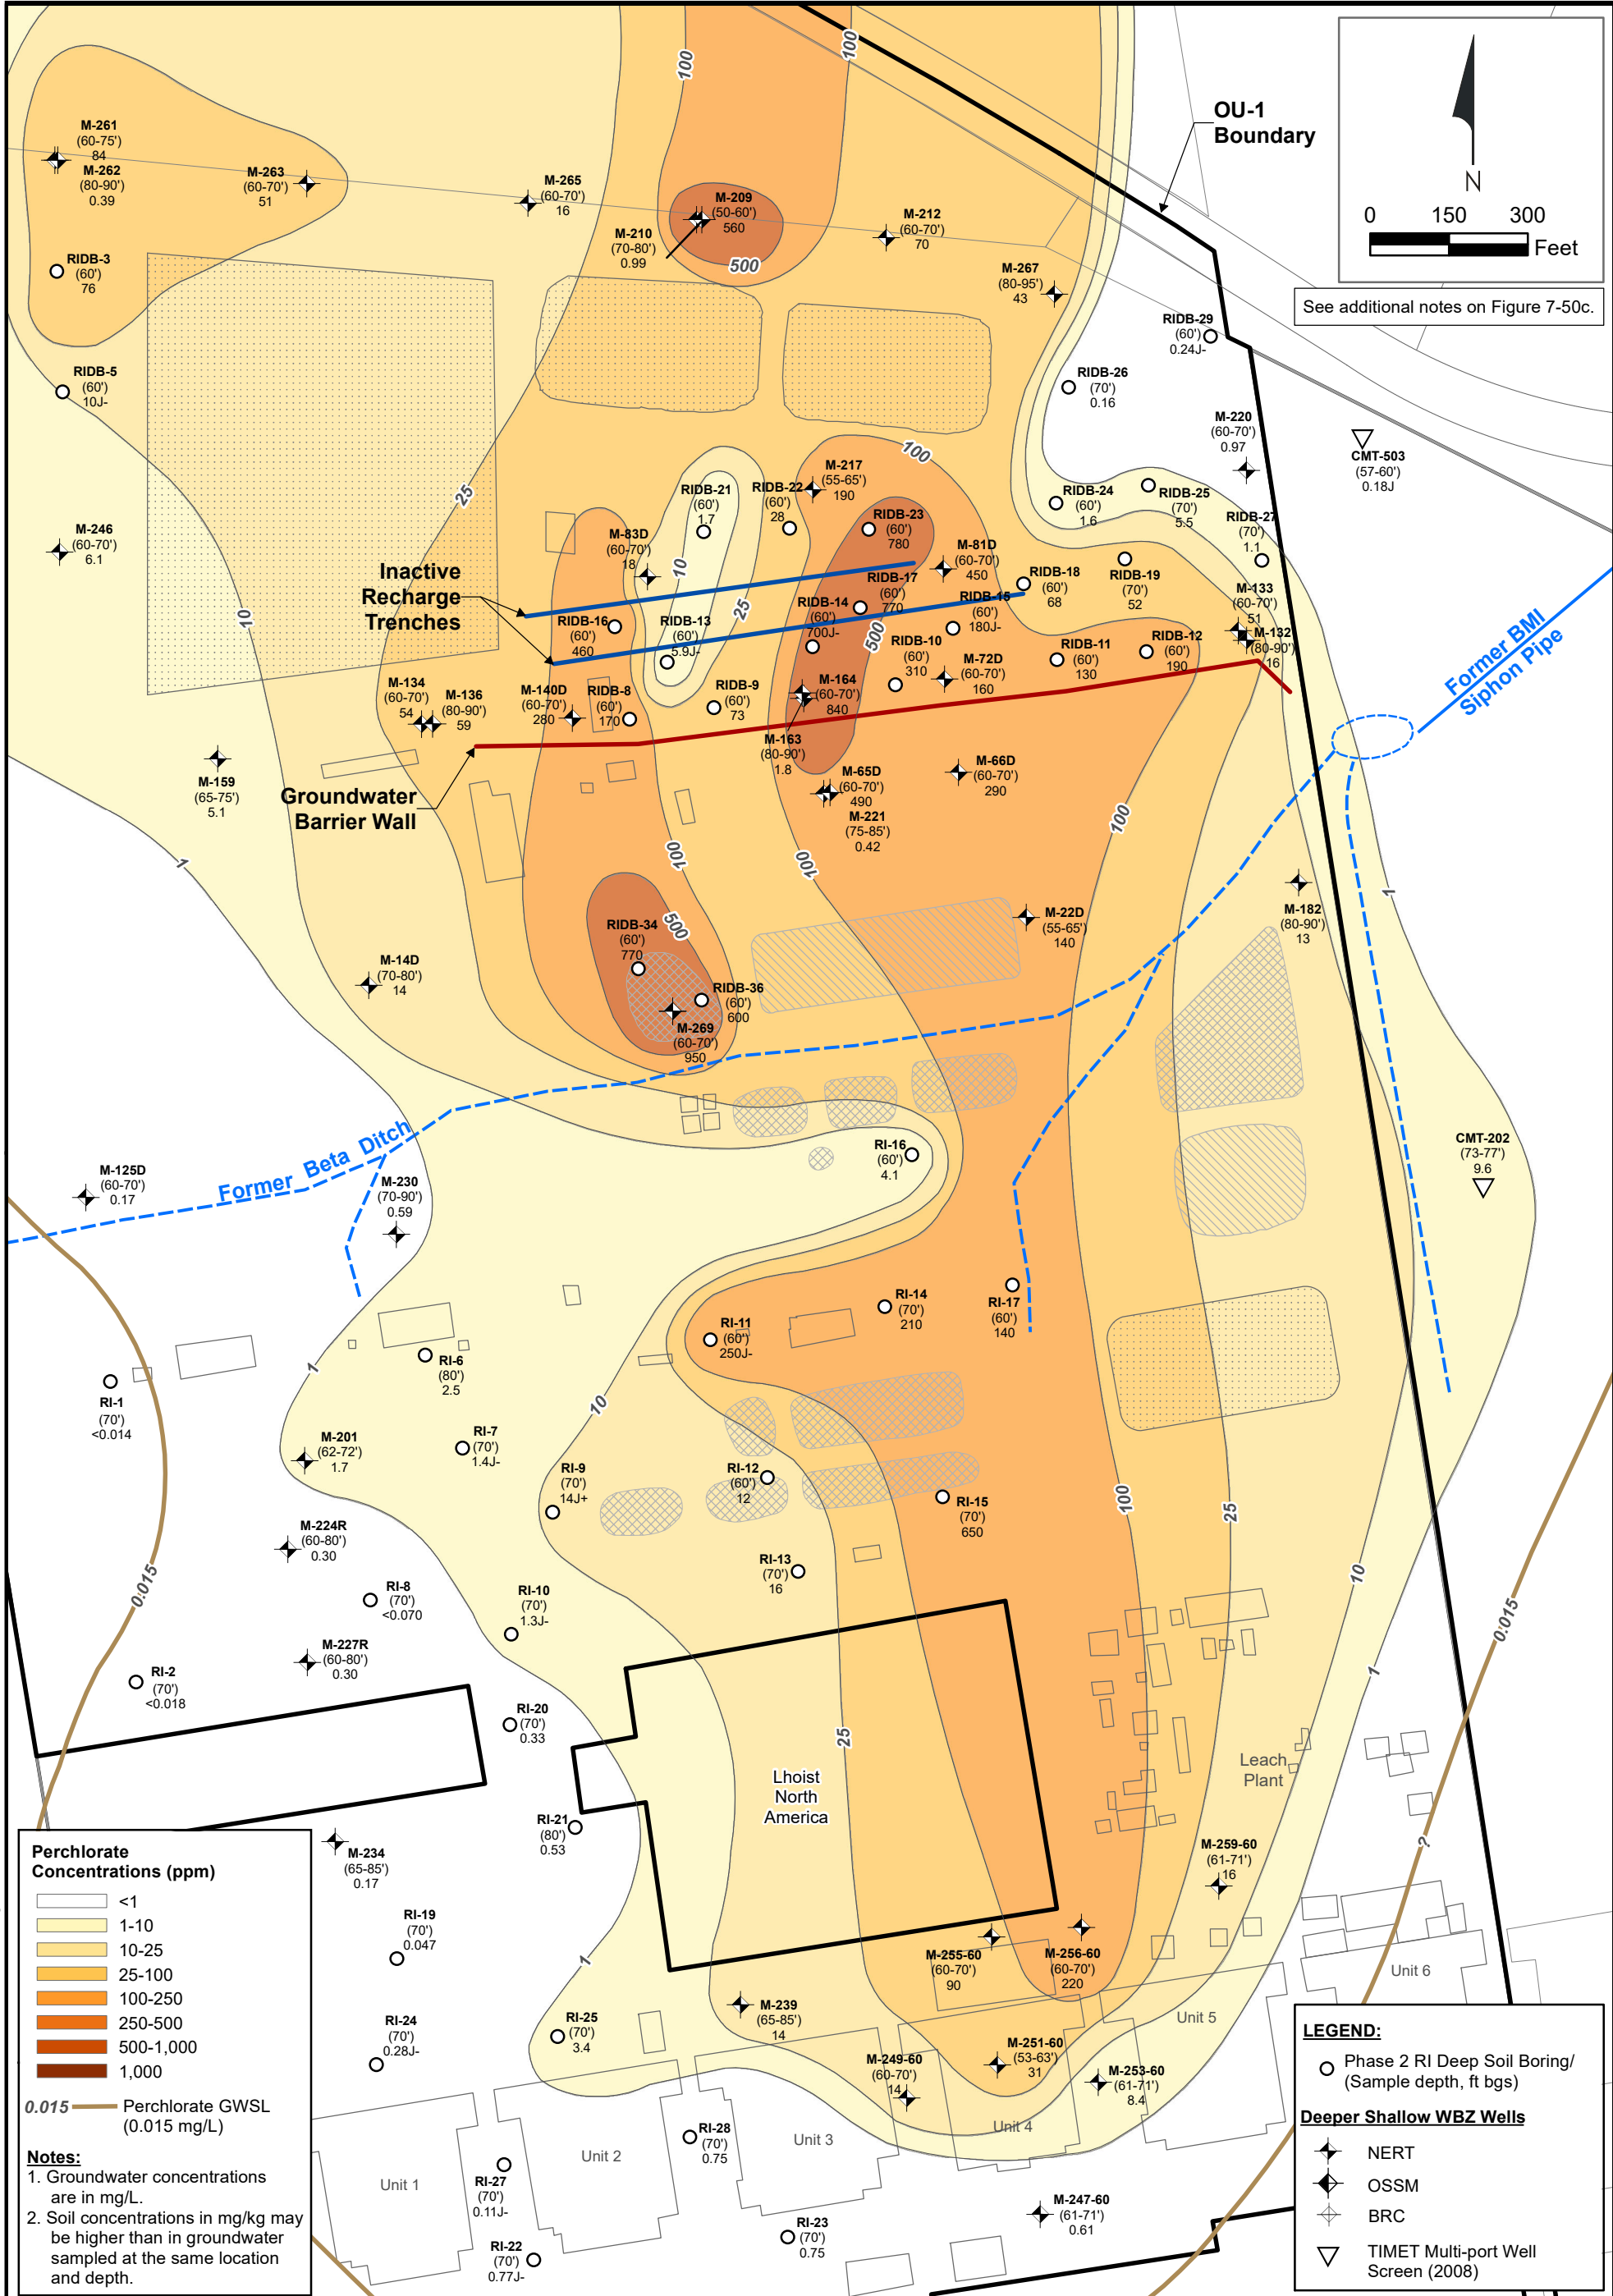 100
100
OU-1
Boundary
N
0 150 300
Feet
See additional notes on Figure 7-50c.
M-261
(60-75')
84
M-262
(80-90')
0.39
M-263
(60-70')
51
M-265
(60-70')
16
M-209
(50-60')
560
M-210
(70-80')
0.99
500
M-212
(60-70')
70
M-267
(80-95')
43
RIDB-3
(60')
76
RIDB-29
(60')
0.24J-
RIDB-5
(60')
10J-
RIDB-26
(70')
0.16
M-220
(60-70')
0.97
CMT-503
(57-60')
0.18J
25
100
M-217
(55-65')
190
RIDB-21
(60')
1.7
RIDB-22
(60')
28
RIDB-23
(60')
780
RIDB-24
(60')
1.6
RIDB-25
(70')
5.5
RIDB-27
(70')
1.1
M-246
(60-70')
6.1
M-83D
(60-70')
18
M-81D
(60-70')
450
Inactive
Recharge
Trenches
10
10
25
RIDB-17
(60')
770
RIDB-18
(60')
68
RIDB-19
(70')
52
RIDB-16
(60')
460
RIDB-13
(60')
5.9J-
RIDB-14
(60')
700J-
RIDB-15
(60')
180J-
500
M-133
(60-70')
51
M-132
(80-90')
16
RIDB-10
(60')
310
RIDB-11
(60')
130
RIDB-12
(60')
190
Former BMI
Siphon Pipe
M-134
(60-70')
54
M-136
(80-90')
59
M-140D
(60-70')
280
RIDB-8
(60')
170
RIDB-9
(60')
73
M-164
(60-70')
840
M-72D
(60-70')
160
M-163
(80-90')
1.8
M-159
(65-75')
5.1
M-65D
(60-70')
490
M-221
(75-85')
0.42
M-66D
(60-70')
290
Groundwater
Barrier Wall
1
100
100
100
1
M-182
(80-90')
13
M-22D
(55-65')
140
RIDB-34
(60')
770
500
RIDB-36
(60')
600
M-269
(60-70')
950
M-14D
(70-80')
14
Former Beta Ditch
RI-16
(60')
4.1
CMT-202
(73-77')
9.6
M-125D
(60-70')
0.17
M-230
(70-90')
0.59
RI-14
(70')
210
RI-17
(60')
140
RI-11
(60')
250J-
RI-6
(80')
2.5
1
RI-1
(70')
<0.014
10
RI-7
(70')
1.4J-
M-201
(62-72')
1.7
RI-9
(70')
14J+
RI-12
(60')
12
RI-15
(70')
650
100
25
M-224R
(60-80')
0.30
0.015
RI-8
(70')
<0.070
RI-13
(70')
16
10
0.015
RI-10
(70')
1.3J-
M-227R
(60-80')
0.30
RI-2
(70')
<0.018
1
RI-20
(70')
0.33
25
Lhoist
North
America
Leach
Plant
RI-21
(80')
0.53
?
M-234
(65-85')
0.17
M-259-60
(61-71')
16
RI-19
(70')
0.047
M-255-60
(60-70')
90
M-256-60
(60-70')
220
1
Unit 6
M-239
(65-85')
14
Unit 5
RI-25
(70')
3.4
RI-24
(70')
0.28J-
M-251-60
(53-63')
31
M-249-60
(60-70')
14
M-253-60
(61-71')
8.4
RI-28
(70')
0.75
Unit 4
Unit 3
Unit 2
Unit 1
RI-27
(70')
0.11J-
M-247-60
(61-71')
0.61
RI-23
(70')
0.75
RI-22
(70')
0.77J-
Perchlorate
Concentrations (ppm)
<1
1-10
10-25
25-100
100-250
250-500
500-1,000
1,000
0.015 Perchlorate GWSL
(0.015 mg/L)
Notes:
1. Groundwater concentrations
are in mg/L.
2. Soil concentrations in mg/kg may
be higher than in groundwater
sampled at the same location
and depth.
LEGEND:
Phase 2 RI Deep Soil Boring/
(Sample depth, ft bgs)
Deeper Shallow WBZ Wells
NERT
OSSM
BRC
TIMET Multi-port Well
Screen (2008)